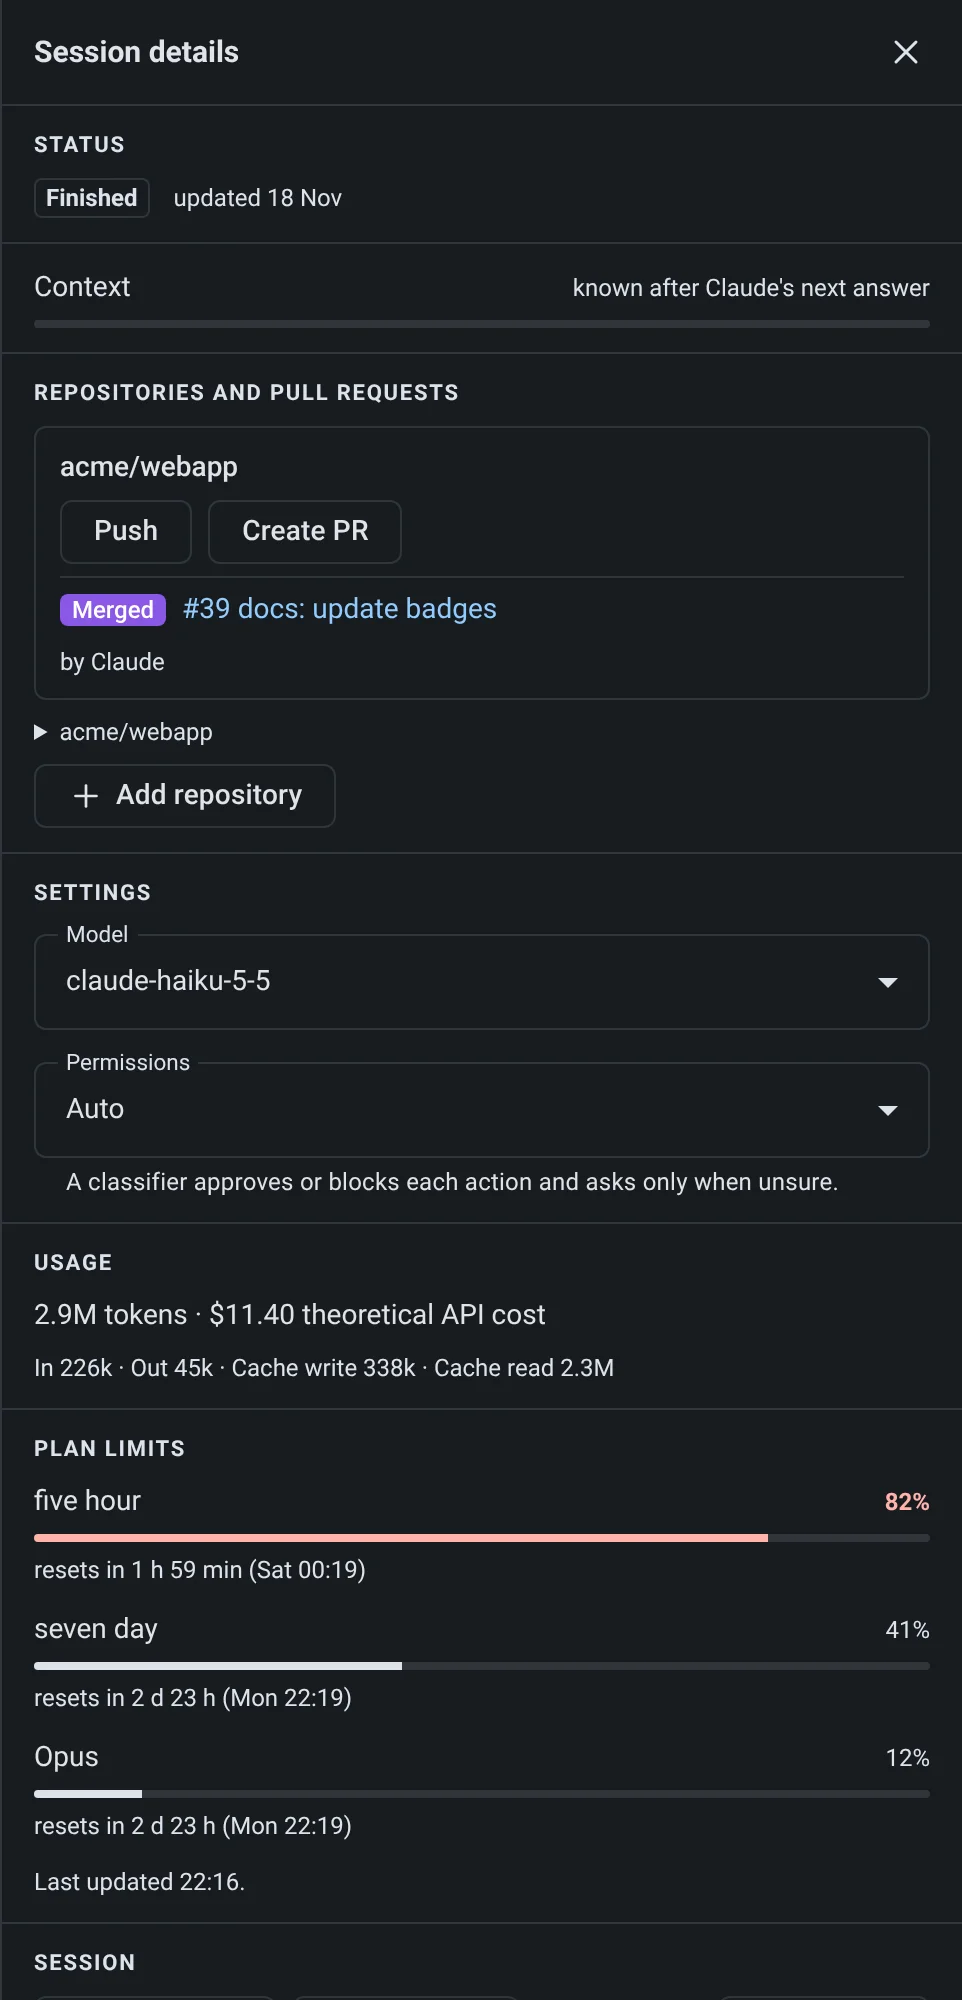 Session details
STATUS
Finished updated 18 Nov
Context known after Claude's next answer
REPOSITORIES AND PULL REQUESTS
acme/webapp
Push Create PR
Merged #39 docs: update badges
by Claude
acme/webapp
Add repository
SETTINGS
Model
claude-haiku-5-5
Permissions
Auto
A classifier approves or blocks each action and asks only when unsure.
USAGE
2.9M tokens · $11.40 theoretical API cost
In 226k · Out 45k · Cache write 338k · Cache read 2.3M
PLAN LIMITS
five hour 82%
resets in 1 h 59 min (Sat 00:19)
seven day 41%
resets in 2 d 23 h (Mon 22:19)
Opus 12%
resets in 2 d 23 h (Mon 22:19)
Last updated 22:16.
SESSION